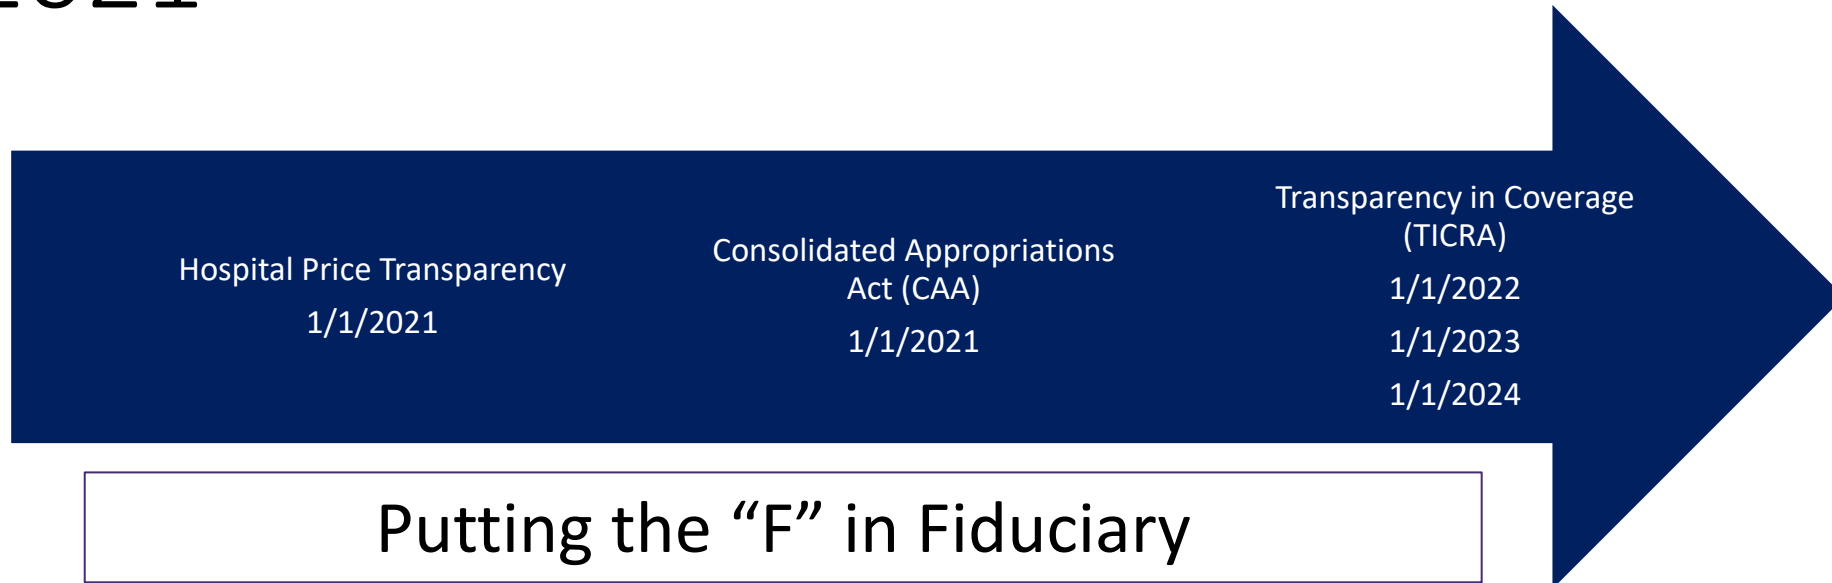 2021
Hospital Price Transparency
1/1/2021
Consolidated Appropriations
Act (CAA)
1/1/2021
Transparency in Coverage
(TICRA)
1/1/2022
1/1/2023
1/1/2024
Putting the “F” in Fiduciary